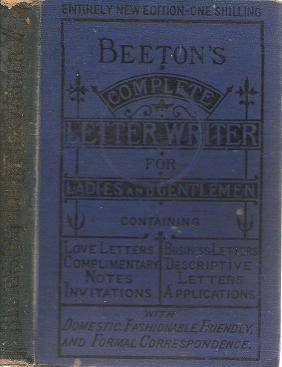 ENTIRELY NEW EDITION-ONE SHILLING
BEETON'S
COMPLETE
LETTER-WRITER
FOR
LADIES AND GENTLEMEN
CONTAINING
LOVE LETTERS
COMPLIMENTARY
NOTES
INVITATIONS
BUSINESS LETTERS
DESCRIPTIVE
LETTERS
APPLICATIONS
WITH
DOMESTIC, FASHIONABLE, FRIENDLY,
AND FORMAL CORRESPONDENCE.